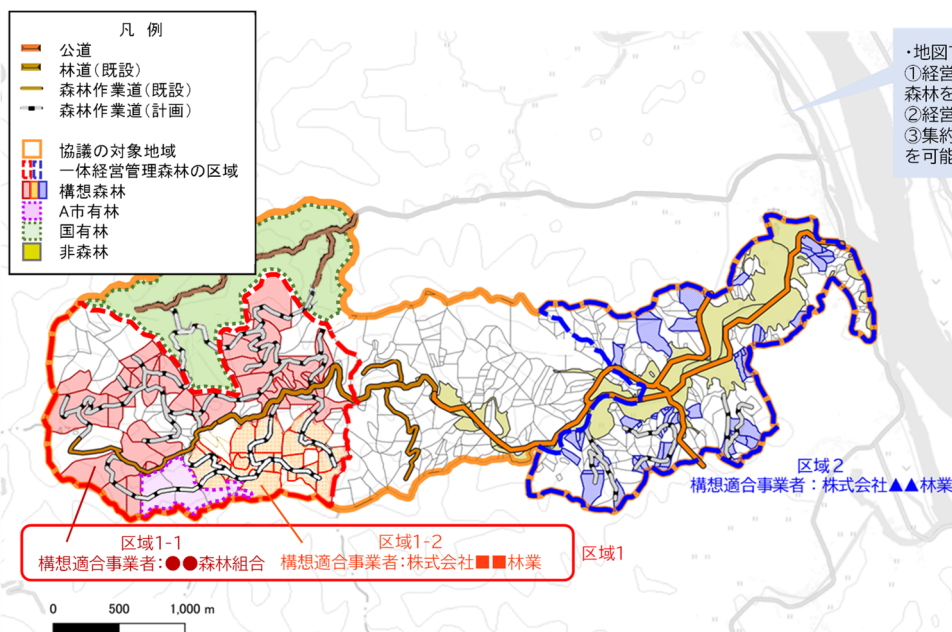 凡 例
公道
林道(既設)
森林作業道(既設)
森林作業道(計画)
協議の対象地域
一体経営管理森林の区域
構想森林
A市有林
国有林
非森林
・地図
①経営
森林を
②経営
③集約
を可能
区域2
構想適合事業者：株式会社▲▲林業
区域1-1
構想適合事業者:●●森林組合
区域1-2
構想適合事業者:株式会社■■林業
区域1
0 500 1,000 m